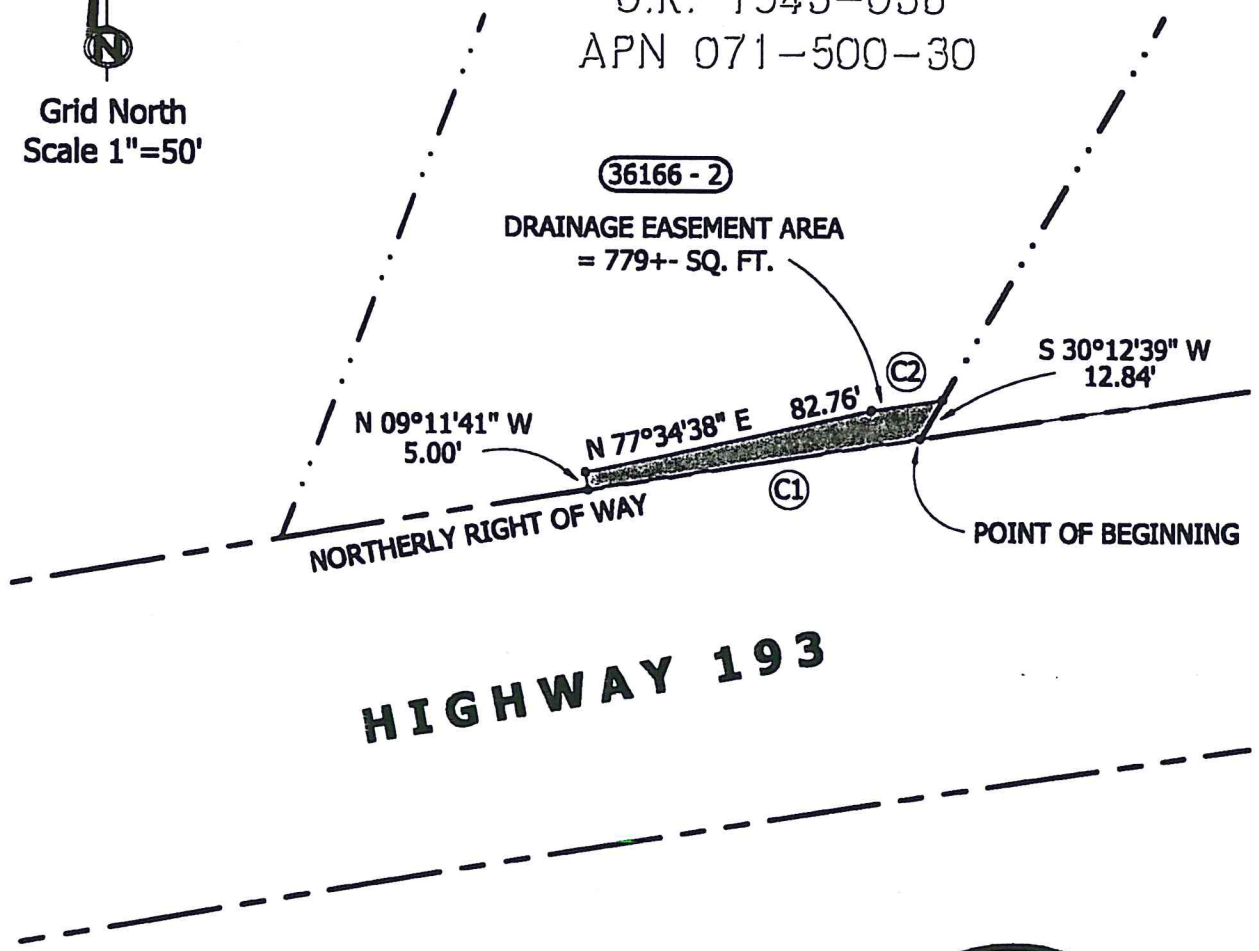 N
Grid North
Scale 1"=50'
APN 071-500-30
36166 - 2
DRAINAGE EASEMENT AREA
= 779+- SQ. FT.
C2
S 30°12'39" W
12.84'
N 09°11'41" W
5.00'
N 77°34'38" E 82.76'
C1
NORTHERLY RIGHT OF WAY
POINT OF BEGINNING
HIGHWAY 193